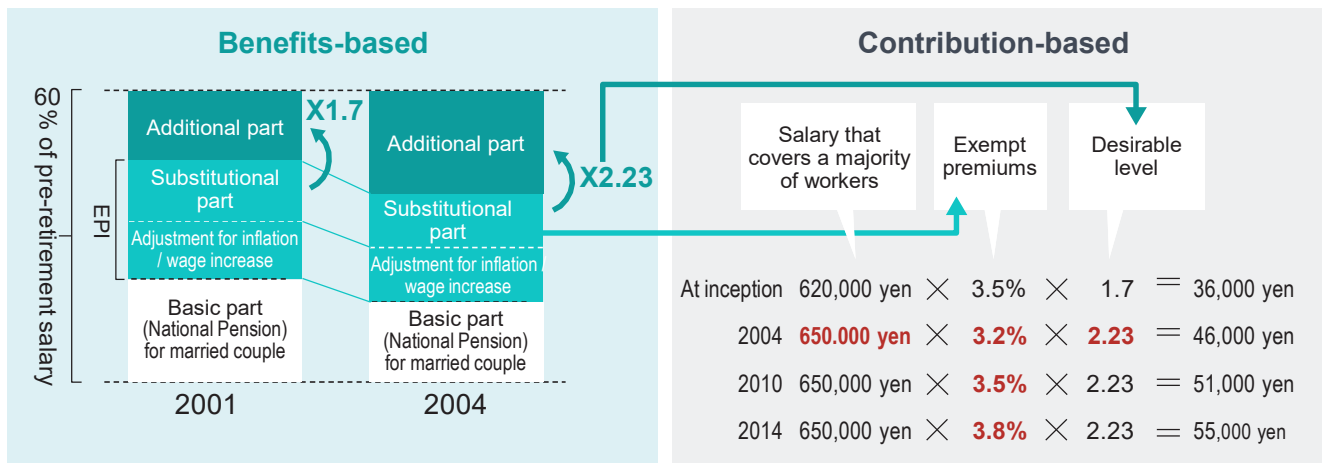 Benefits-based
60
% of pre-retirement salary
EPI
Additional part
Substitutional
part
Adjustment for inflation
/ wage increase
Basic part
(National Pension)
for married couple
2001
X1.7
Additional part
Substitutional
part
Adjustment for inflation /
wage increase
Basic part
(National Pension)
for married couple
2004
X2.23
Contribution-based
Salary that
covers a majority
of workers
Exempt
premiums
Desirable
level
At inception 620,000 yen × 3.5% × 1.7 = 36,000 yen
2004 650.000 yen × 3.2% × 2.23 = 46,000 yen
2010 650,000 yen × 3.5% × 2.23 = 51,000 yen
2014 650,000 yen × 3.8% × 2.23 = 55,000 yen